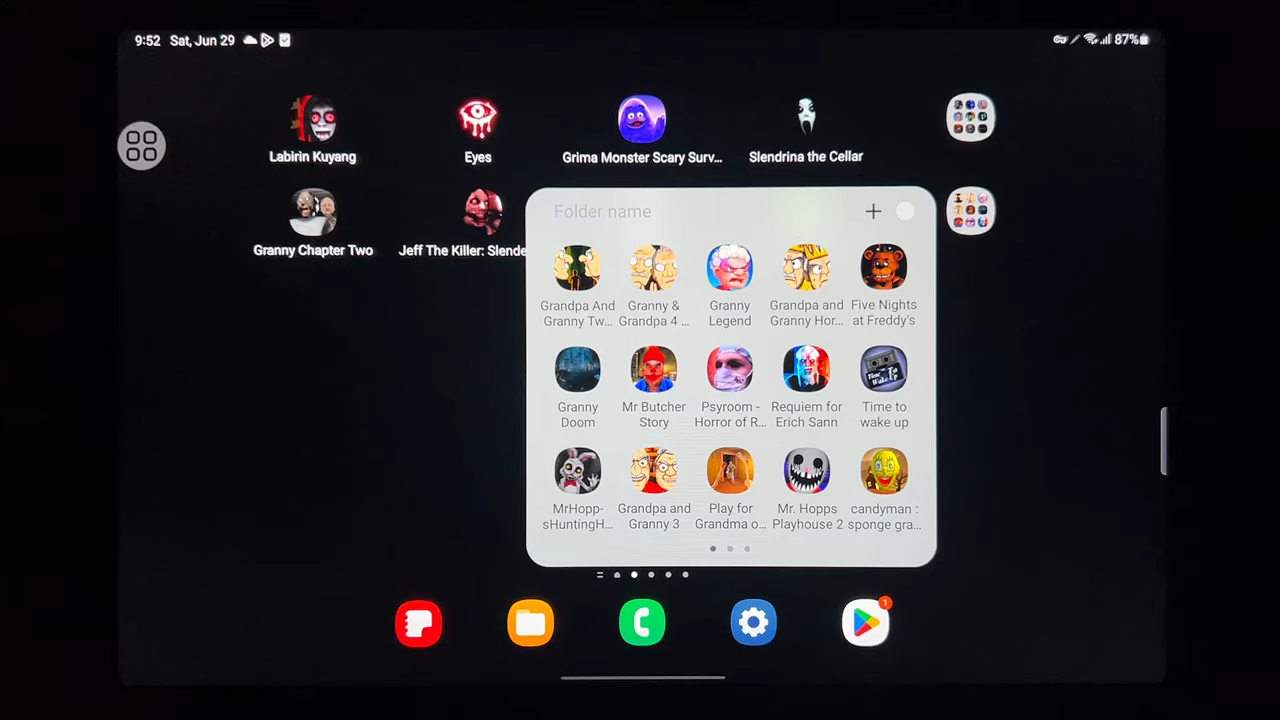 9:52 Sat, Jun 29
87%
Labirin Kuyang
Eyes
Grima Monster Scary Surv...
Slendrina the Cellar
Granny Chapter Two
Jeff The Killer: Slende
Folder name
Grandpa And
Granny Tw...
Granny &
Grandpa 4 ...
Granny
Legend
Grandpa and
Granny Hor...
Five Nights
at Freddy's
Granny
Doom
Mr Butcher
Story
Psyroom -
Horror of R...
Requiem for
Erich Sann
Time to
wake up
MrHopp-
sHuntingH...
Grandpa and
Granny 3
Play for
Grandma o...
Mr. Hopps
Playhouse 2
candyman :
sponge gra...
1